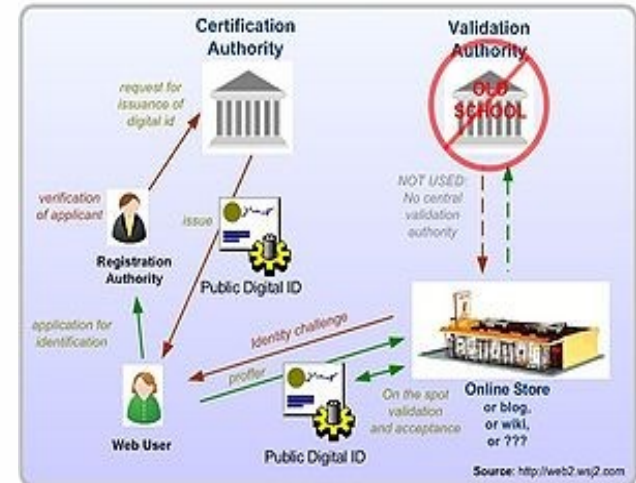 Certification
Authority
Validation
Authority
request for
issuance of
digital id
OLD
SCHOOL
verification
of applicant
NOT USED:
No central
validation
authority
issue
Registration
Authority
Public Digital ID
application for
identification
Identity challenge
proffer
Online Store
or blog,
or wiki,
or ???
On the spot
validation
and acceptance
Web User
Public Digital ID
Source: http://web2.wsj2.com